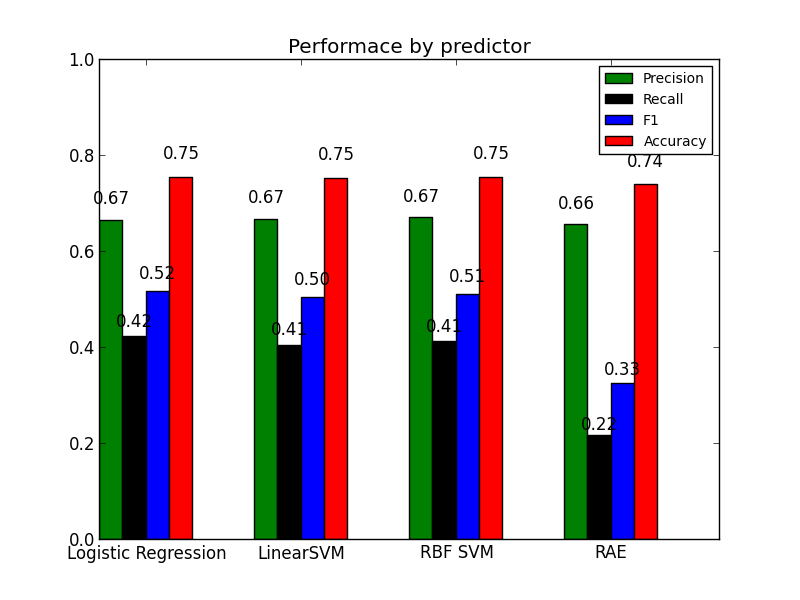 Performace by predictor
1.0
0.8
0.6
0.4
0.2
0.0
Precision
Recall
F1
Accuracy
0.67
0.42
0.52
0.75
0.67
0.41
0.50
0.75
0.67
0.41
0.51
0.75
0.66
0.22
0.33
0.74
Logistic Regression
LinearSVM
RBF SVM
RAE